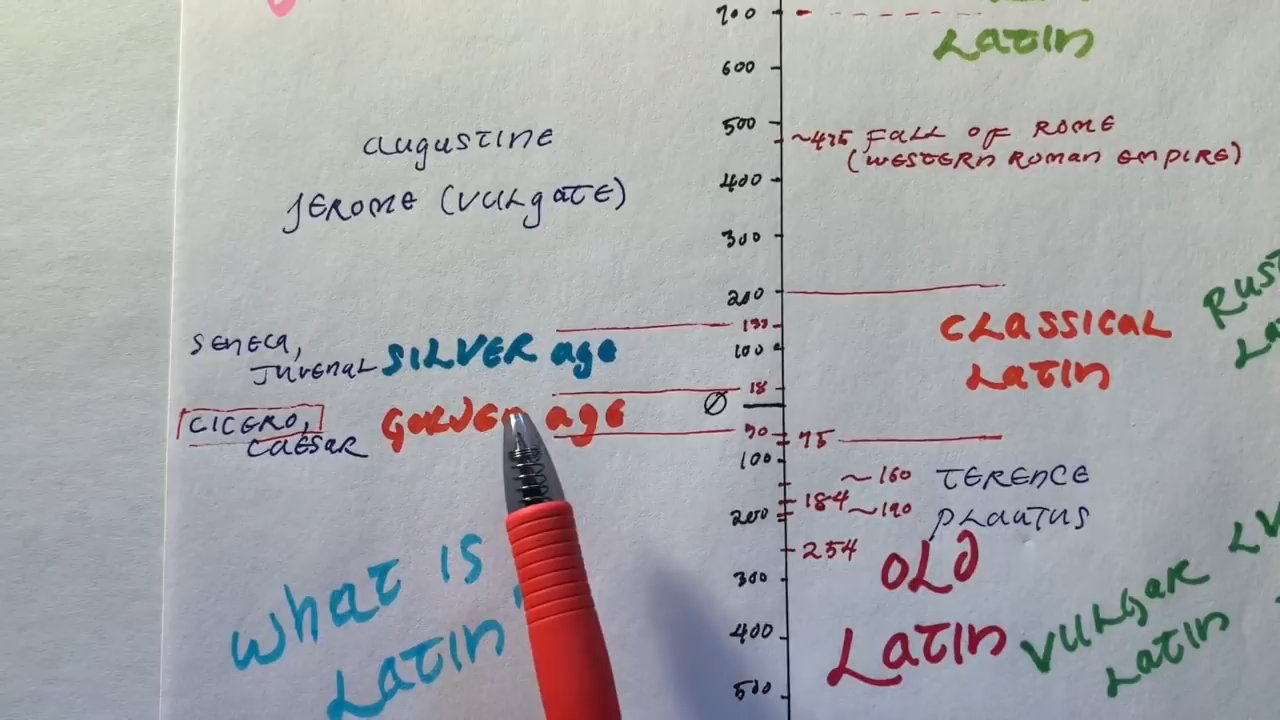 700
LATIN
600
500
~475 FALL OF ROME
(WESTERN ROMAN EMPIRE)
AUGUSTINE
400
JEROME (VULGATE)
300
200
SENECA,
JUVENAL
SILVER AGE
133
100
CLASSICAL
LATIN
18
CICERO,
CAESAR
GOLDEN AGE
Ø
70
75
100
~160 TERENCE
184
~190 PLAUTUS
200
254
OLD
LATIN
300
400
500
VULGAR
LATIN
WHAT IS
LATIN